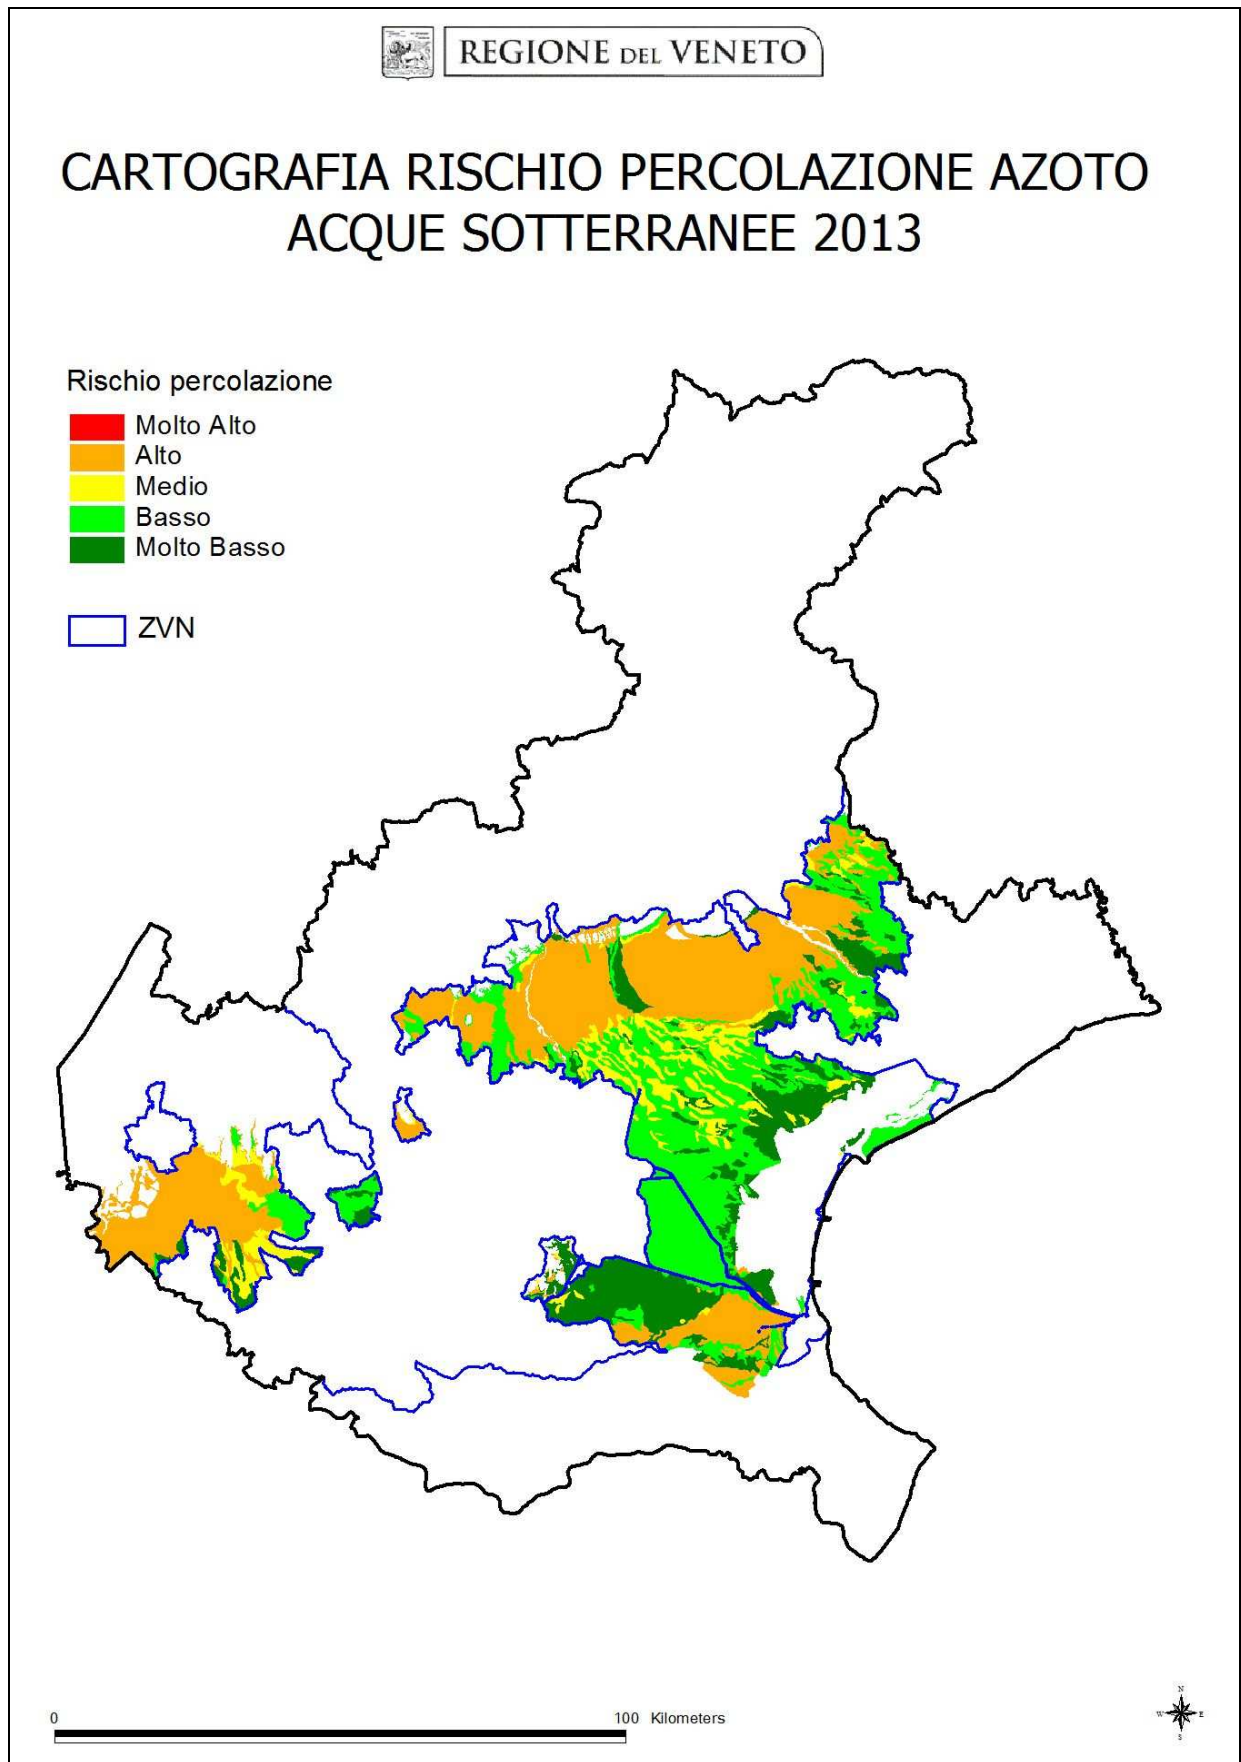 REGIONE DEL VENETO
CARTOGRAFIA RISCHIO PERCOLAZIONE AZOTO
ACQUE SOTTERRANEE 2013
Rischio percolazione
Molto Alto
Alto
Medio
Basso
Molto Basso
ZVN
0 100 Kilometers
N
W E
S